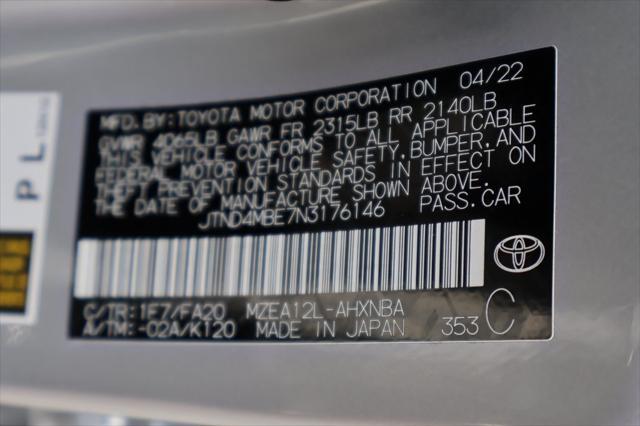 MFD.BY:TOYOTA MOTOR CORPORATION 04/22
GVWR 4065LB GAWR FR 2315LB RR 2140LB
THIS VEHICLE CONFORMS TO ALL APPLICABLE
FEDERAL MOTOR VEHICLE SAFETY,BUMPER,AND
THEFT PREVENTION STANDARDS IN EFFECT ON
THE DATE OF MANUFACTURE SHOWN ABOVE.
JTND4MBE7N3176146 PASS.CAR
C/TR:1F7/FA20 MZEA12L-AHXNBA
A/TM:-02A/K120 MADE IN JAPAN 353 C
P L